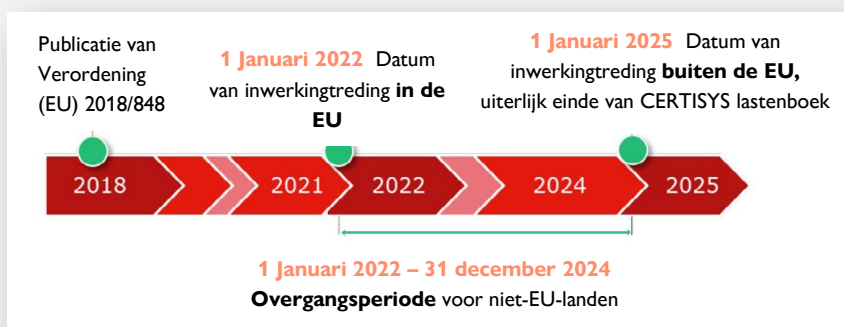 Publicatie van
Verordening
(EU) 2018/848
1 Januari 2022 Datum
van inwerkingtreding in de
EU
1 Januari 2025 Datum van
inwerkingtreding buiten de EU,
uiterlijk einde van CERTISYS lastenboek
2018
2021
2022
2024
2025
1 Januari 2022 – 31 december 2024
Overgangsperiode voor niet-EU-landen